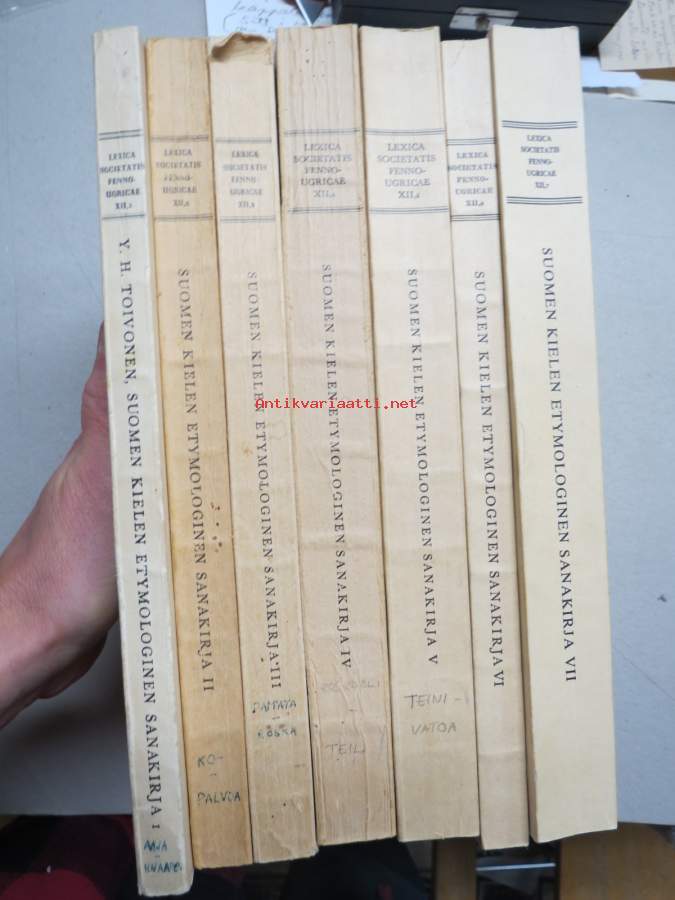 LEXICA
SOCIETATIS
FENNO-
UGRICAE
XII,1
Y. H. TOIVONEN, SUOMEN KIELEN ETYMOLOGINEN SANAKIRJA I
LEXICA
SOCIETATIS
FENNO-
UGRICAE
XII,2
SUOMEN KIELEN ETYMOLOGINEN SANAKIRJA II
KO-
-
PALVOA
LEXICA
SOCIETATIS
FENNO-
UGRICAE
XII,3
SUOMEN KIELEN ETYMOLOGINEN SANAKIRJA III
LEXICA
SOCIETATIS
FENNO-
UGRICAE
XII,4
SUOMEN KIELEN ETYMOLOGINEN SANAKIRJA IV
TEILI
LEXICA
SOCIETATIS
FENNO-
UGRICAE
XII,5
SUOMEN KIELEN ETYMOLOGINEN SANAKIRJA V
TEINI -
VATOA
LEXICA
SOCIETATIS
FENNO-
UGRICAE
XII,6
SUOMEN KIELEN ETYMOLOGINEN SANAKIRJA VI
LEXICA
SOCIETATIS
FENNO-
UGRICAE
XII,7
SUOMEN KIELEN ETYMOLOGINEN SANAKIRJA VII
Antikvariaatti.net